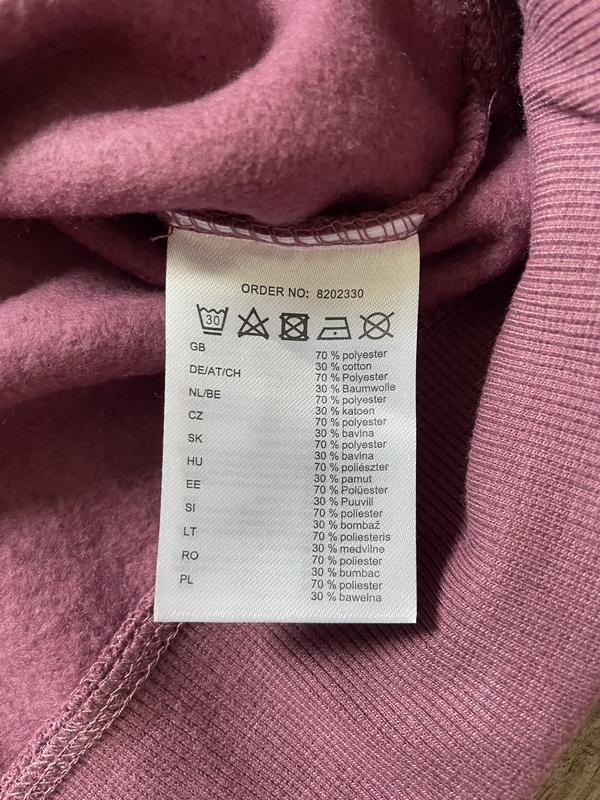 ORDER NO: 8202330
30
GB 70 % polyester
30 % cotton
DE/AT/CH 70 % Polyester
30 % Baumwolle
NL/BE 70 % polyester
30 % katoen
CZ 70 % polyester
30 % bavlna
SK 70 % polyester
30 % bavlna
HU 70 % poliészter
30 % pamut
EE 70 % Polüester
30 % Puuvill
SI 70 % poliester
30 % bombaž
LT 70 % poliesteris
30 % medvilnė
RO 70 % poliester
30 % bumbac
PL 70 % poliester
30 % bawełna